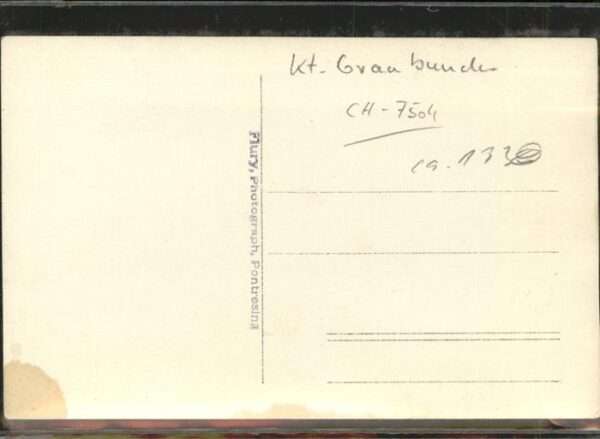 Kt. Graubünden
CH-7504
ca. 1930
Flury, Photograph, Pontresina